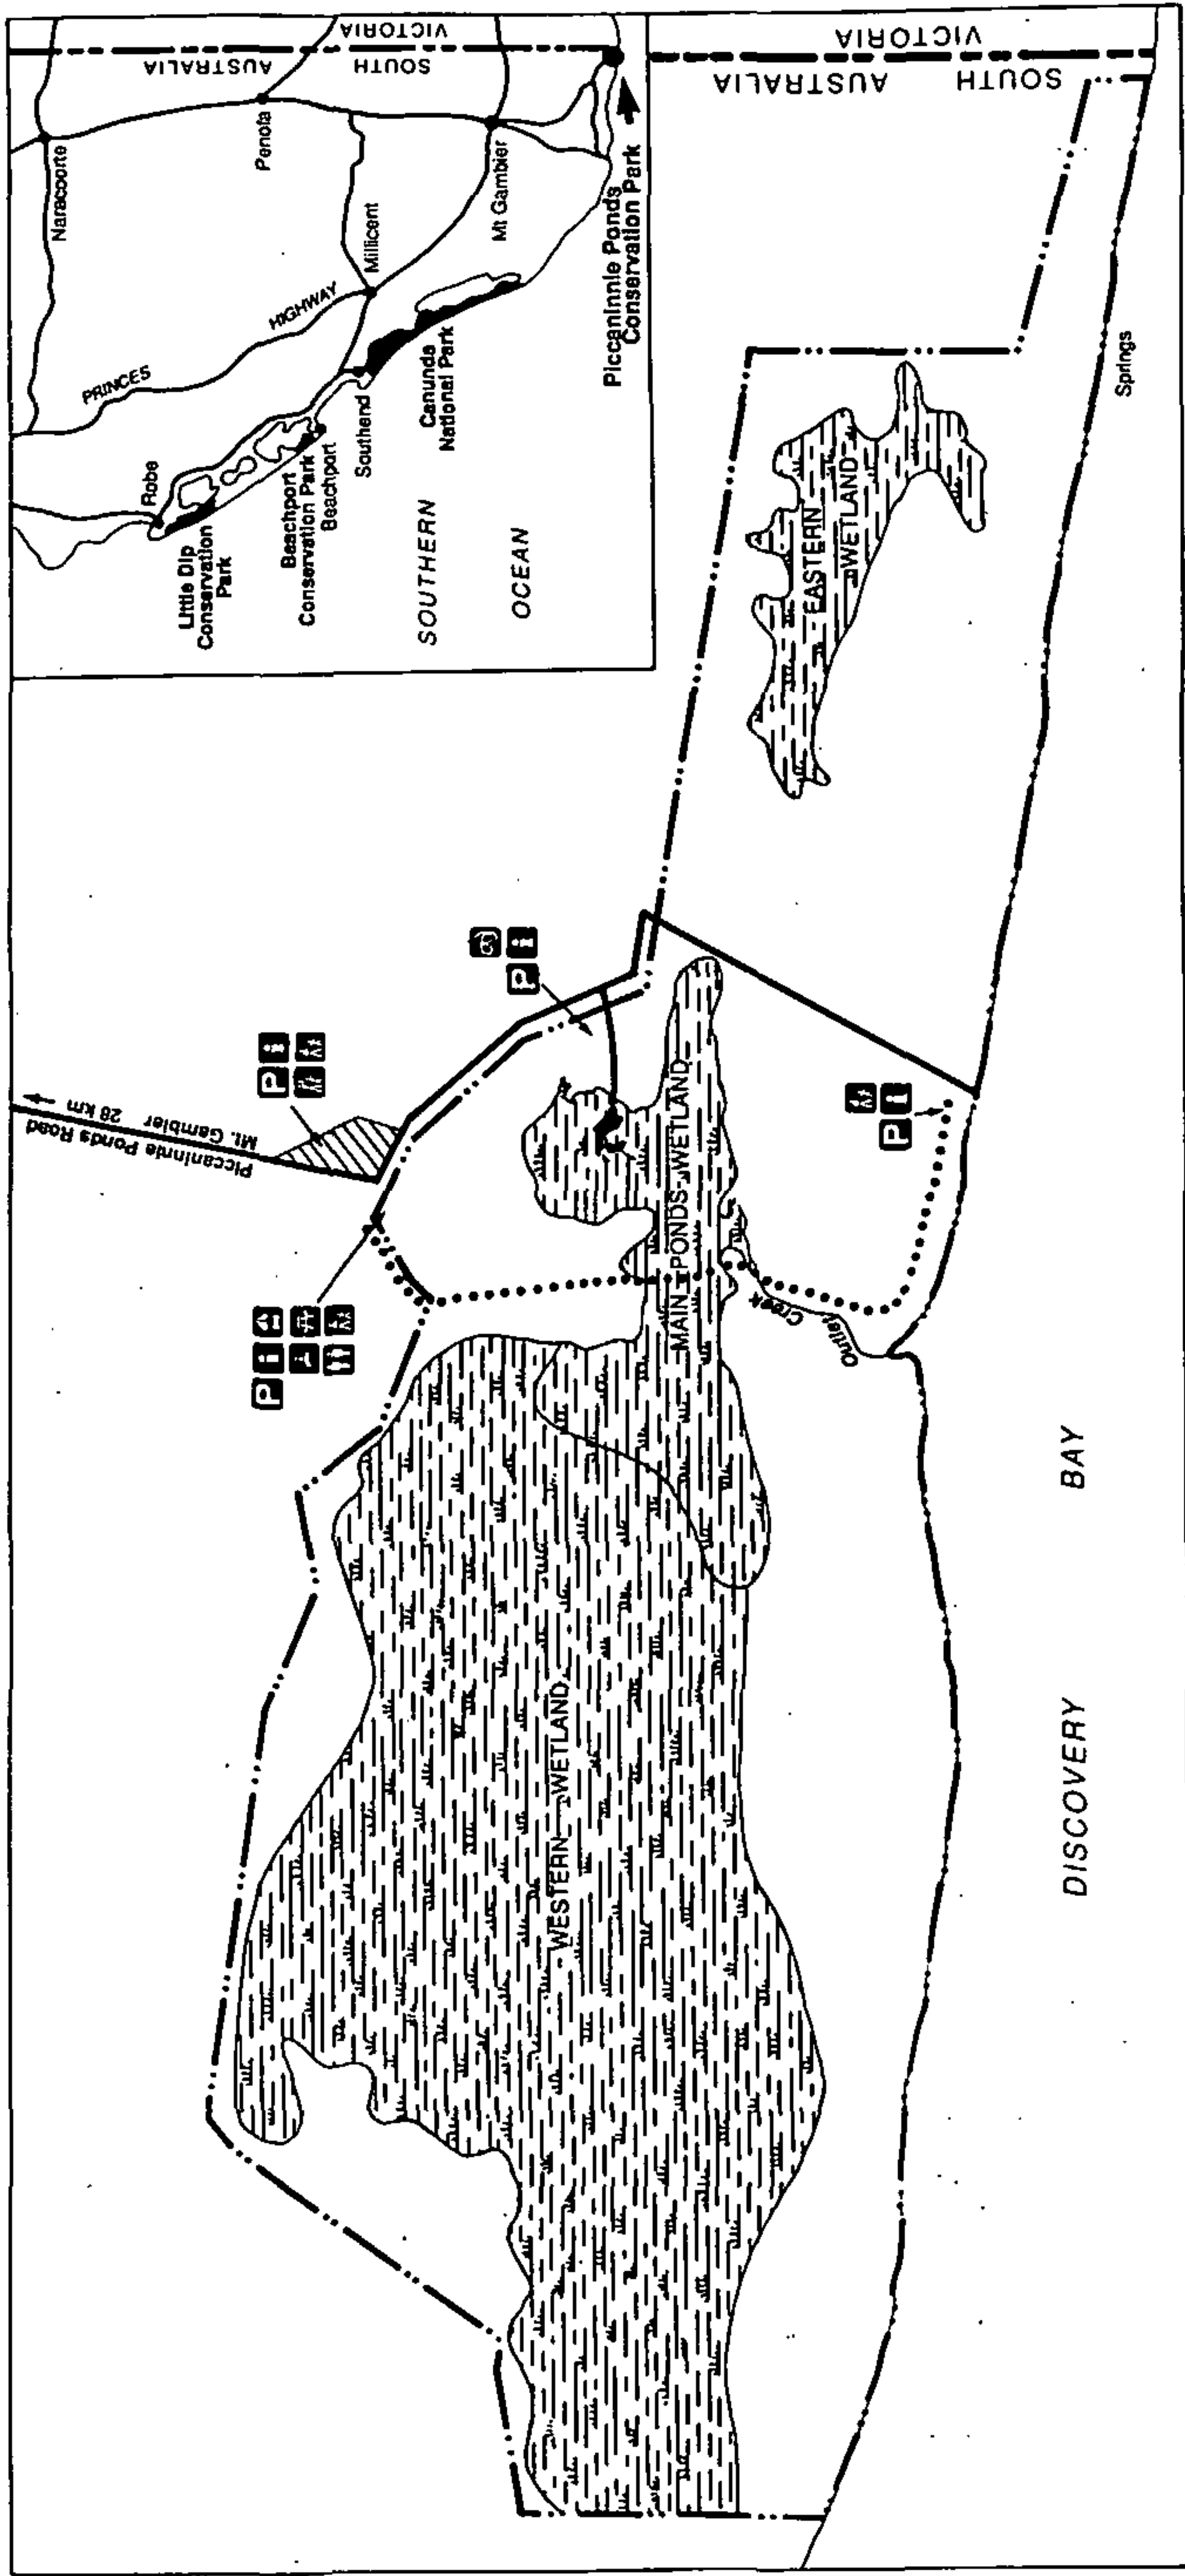 VICTORIA
SOUTH AUSTRALIA
Naracoorte
Penola
PRINCES HIGHWAY
Millicent
Mt Gambier
Robe
Little Dip
Conservation
Park
Beachport
Conservation Park
Beachport
Southend
Canunda
National Park
Piccaninnie Ponds
Conservation Park
SOUTHERN
OCEAN
VICTORIA
SOUTH AUSTRALIA
Mt. Gambier 28 km
Piccaninnie Ponds Road
P i
P i
P i
P i
WESTERN WETLAND
MAIN PONDS WETLAND
EASTERN
WETLAND
Outlet Creek
Springs
DISCOVERY BAY